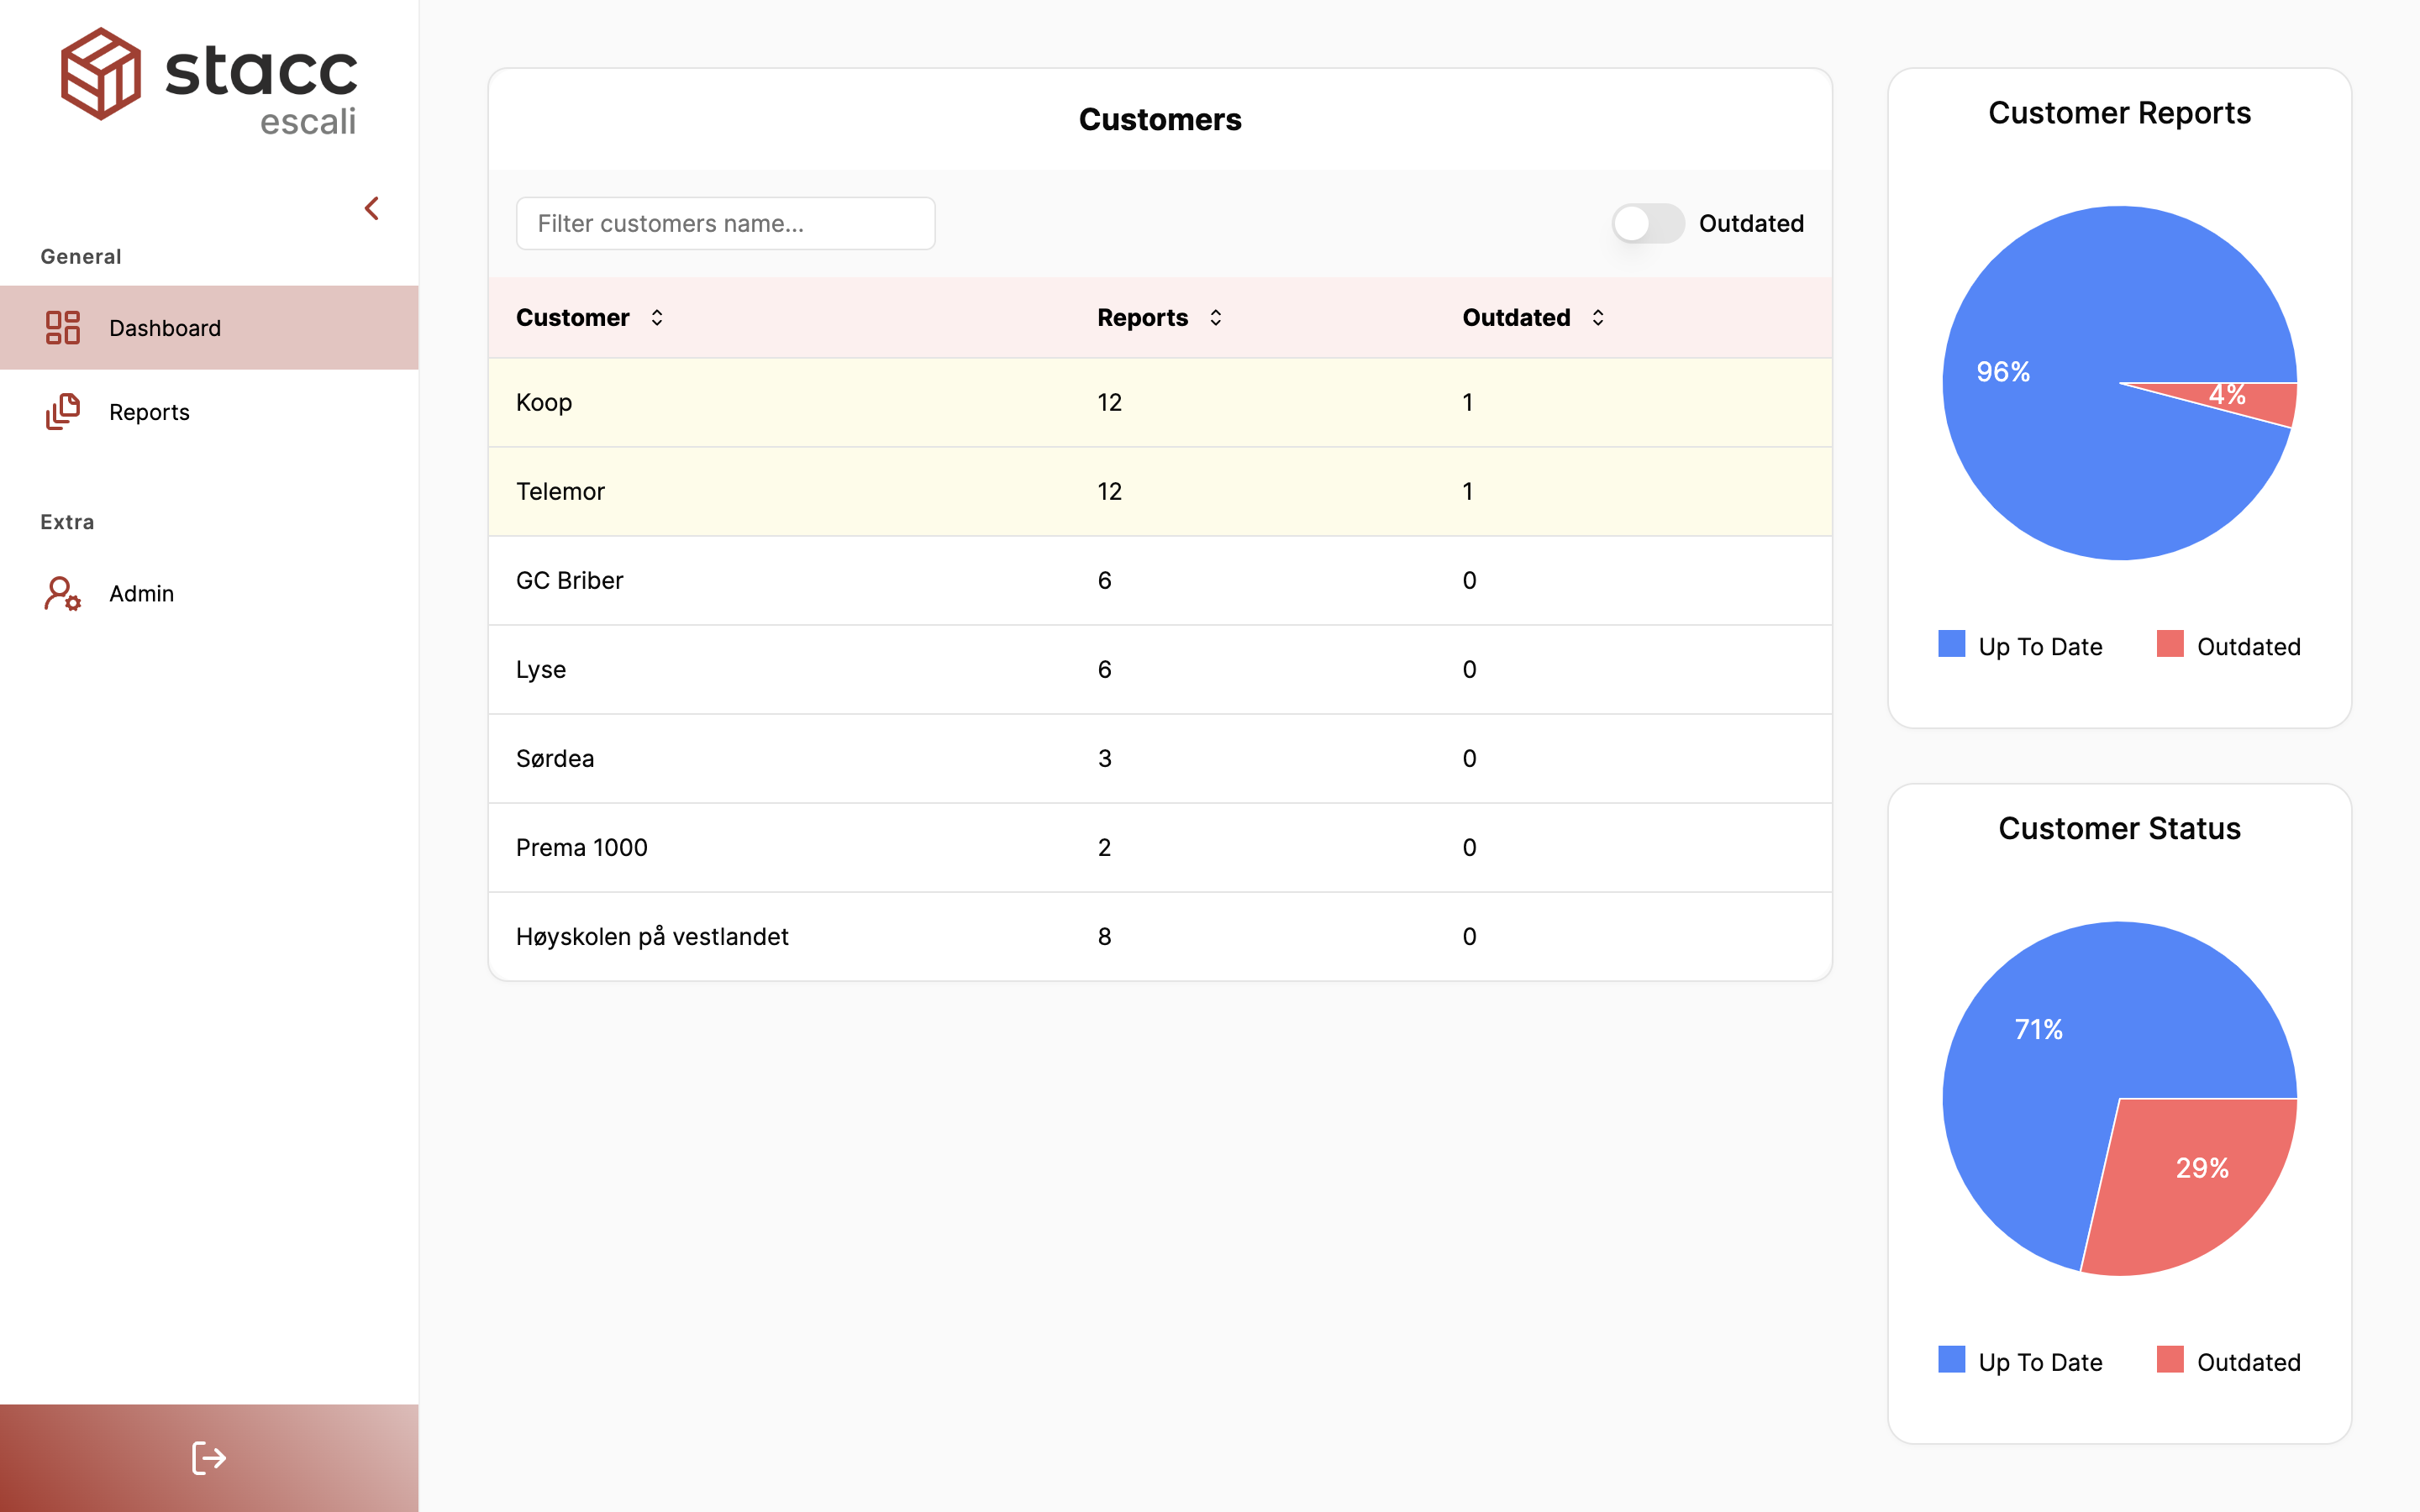 stacc
escali
General
Dashboard
Reports
Extra
Admin
Customers
Filter customers name...
Outdated
Customer Reports Outdated
Koop 12 1
Telemor 12 1
GC Briber 6 0
Lyse 6 0
Sørdea 3 0
Prema 1000 2 0
Høyskolen på vestlandet 8 0
Customer Reports
96%
4%
Up To Date Outdated
Customer Status
71%
29%
Up To Date Outdated